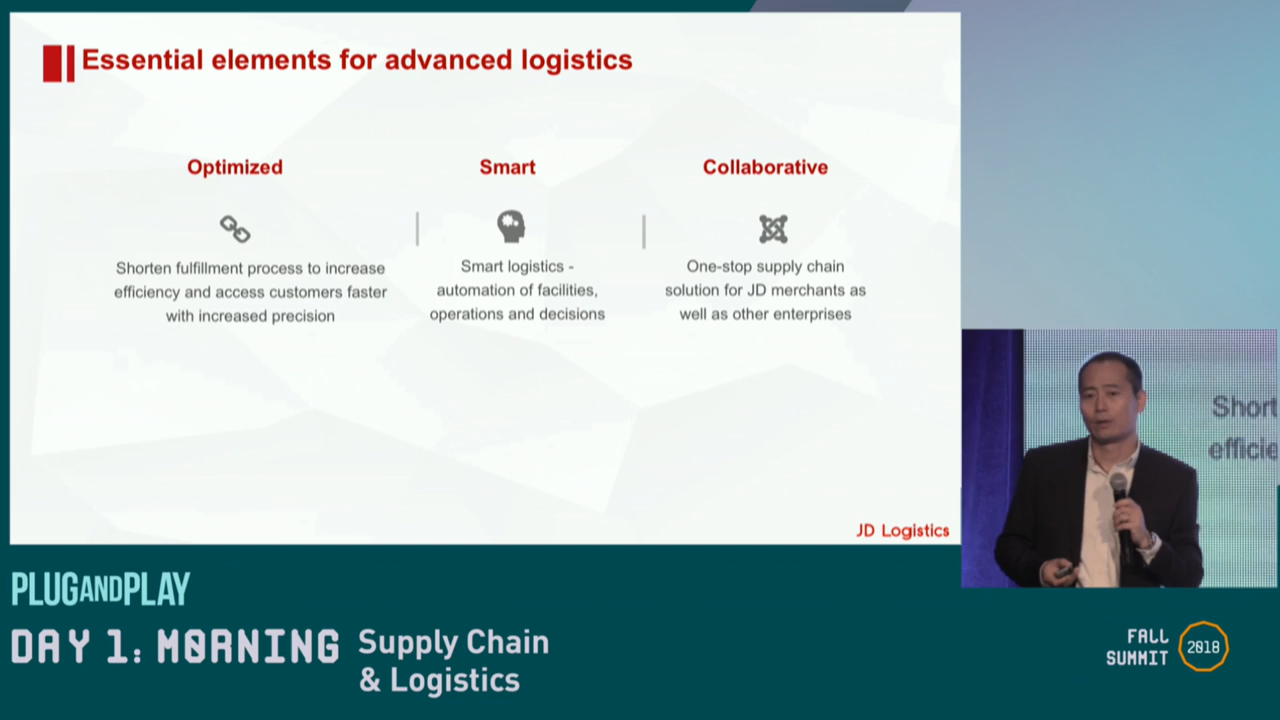 Essential elements for advanced logistics
Optimized
Shorten fulfillment process to increase
efficiency and access customers faster
with increased precision
Smart
Smart logistics -
automation of facilities,
operations and decisions
Collaborative
One-stop supply chain
solution for JD merchants as
well as other enterprises
JD Logistics
Short
efficie
PLUGANDPLAY
DAY 1: MORNING
Supply Chain
& Logistics
FALL
SUMMIT
2018